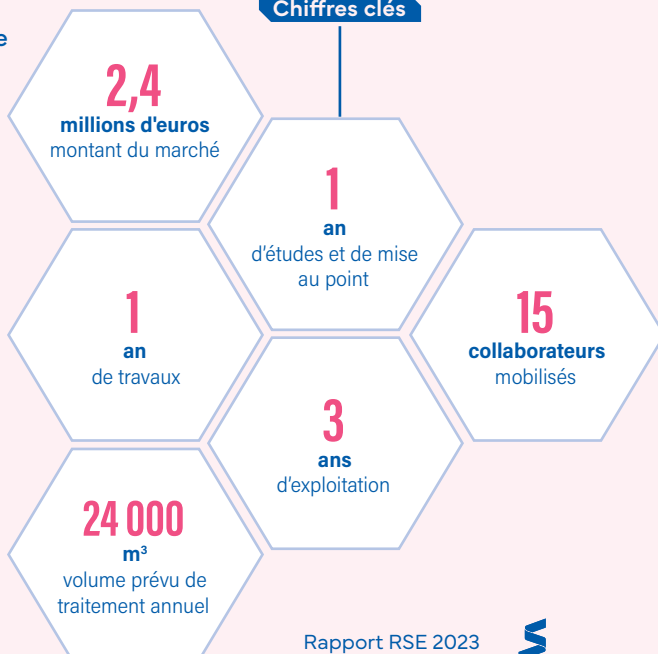 Chiffres clés
e
2,4
millions d'euros
montant du marché
1
an
d'études et de mise
au point
1
an
de travaux
15
collaborateurs
mobilisés
3
ans
d'exploitation
24 000
m³
volume prévu de
traitement annuel
Rapport RSE 2023